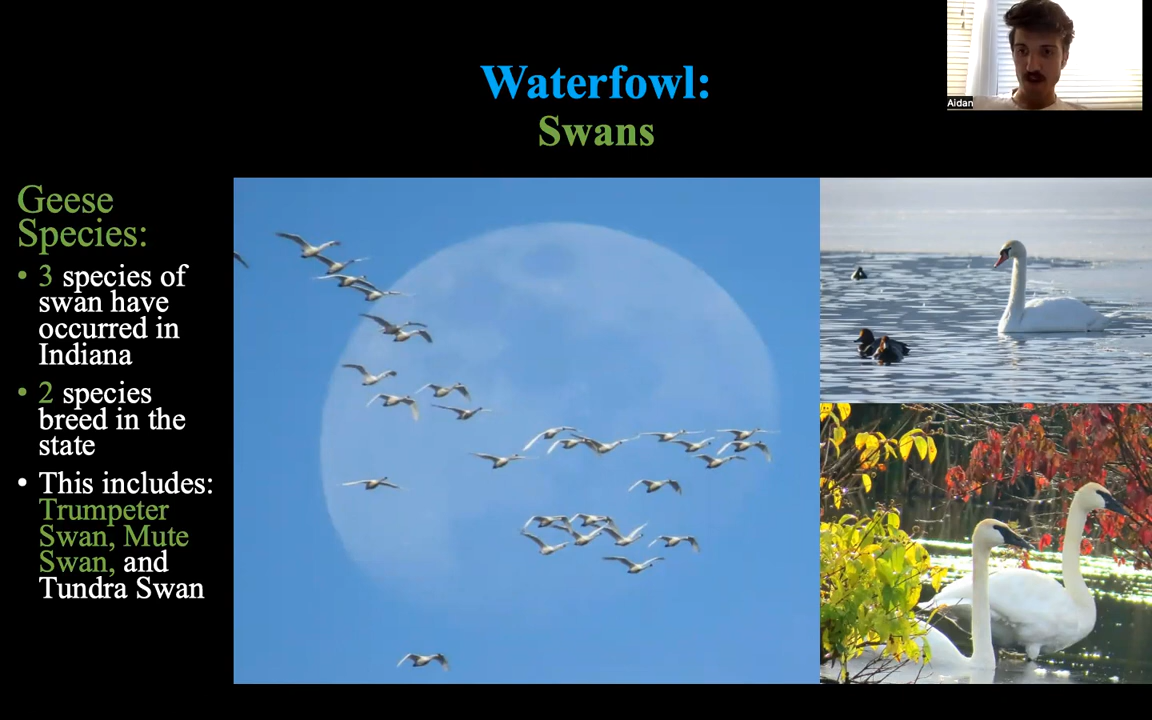 Aidan
Waterfowl:
Swans
Geese
Species:
• 3 species of
swan have
occurred in
Indiana
• 2 species
breed in the
state
• This includes:
Trumpeter
Swan, Mute
Swan, and
Tundra Swan